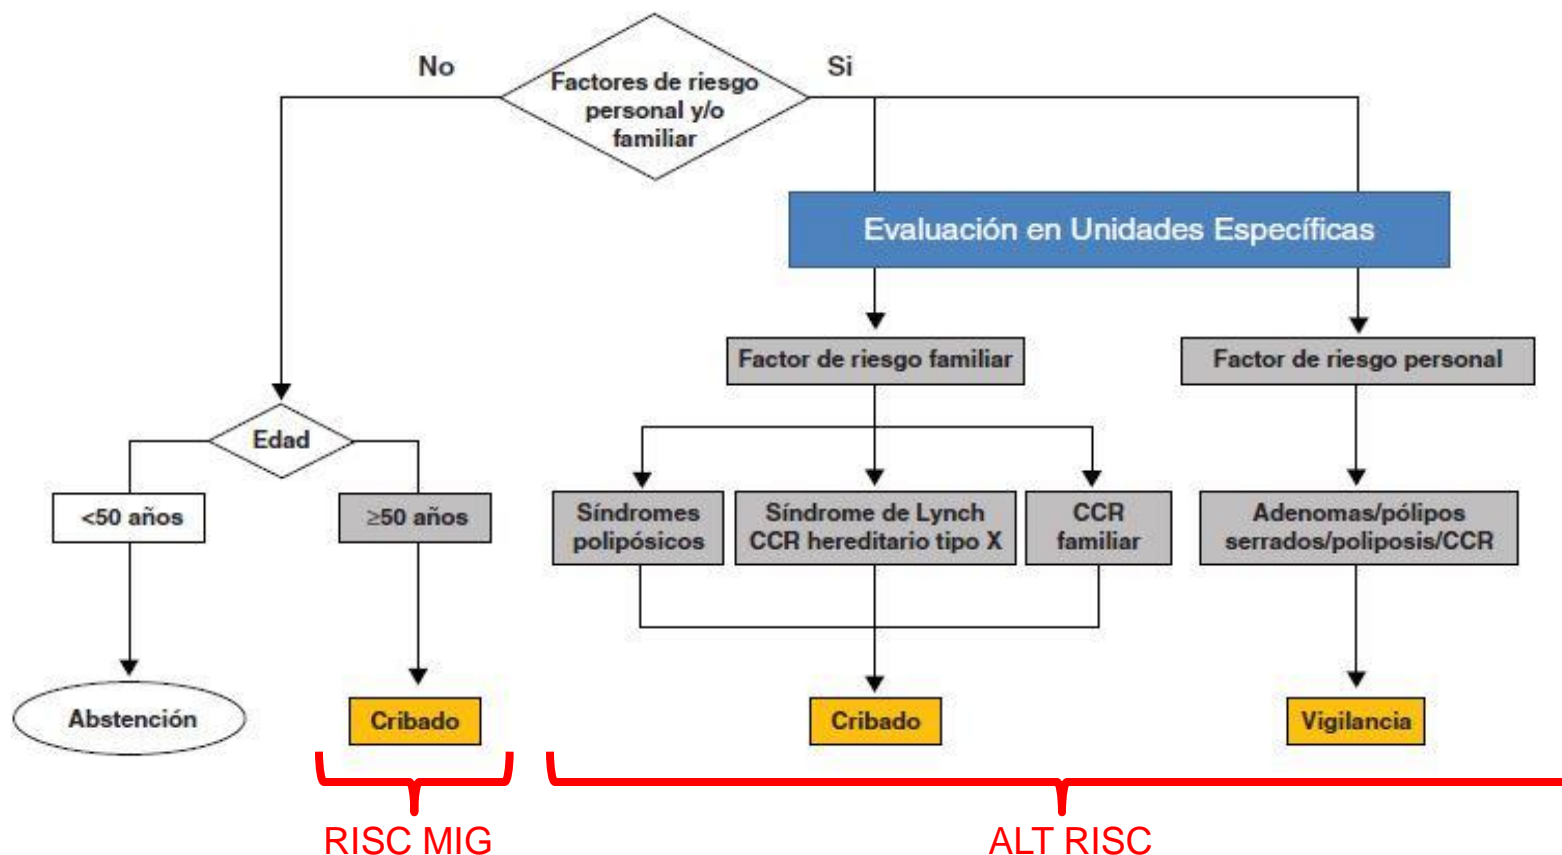 No
Si
Factores de riesgo
personal y/o
familiar
Evaluación en Unidades Específicas
Factor de riesgo familiar
Factor de riesgo personal
Edad
<50 años
≥50 años
Síndromes
polipósicos
Síndrome de Lynch
CCR hereditario tipo X
CCR
familiar
Adenomas/pólipos
serrados/poliposis/CCR
Abstención
Cribado
Cribado
Vigilancia
RISC MIG
ALT RISC